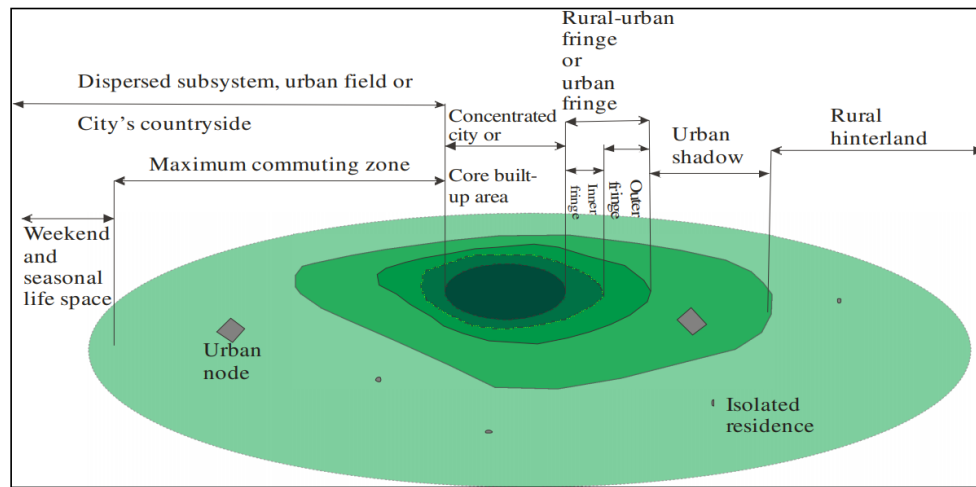 Rural-urban
fringe
or
urban
fringe
Dispersed subsystem, urban field or
City's countryside
Concentrated
city or
Core built-
up area
Maximum commuting zone
Inner
fringe
Outer
fringe
Urban
shadow
Rural
hinterland
Weekend
and
seasonal
life space
Urban
node
Isolated
residence